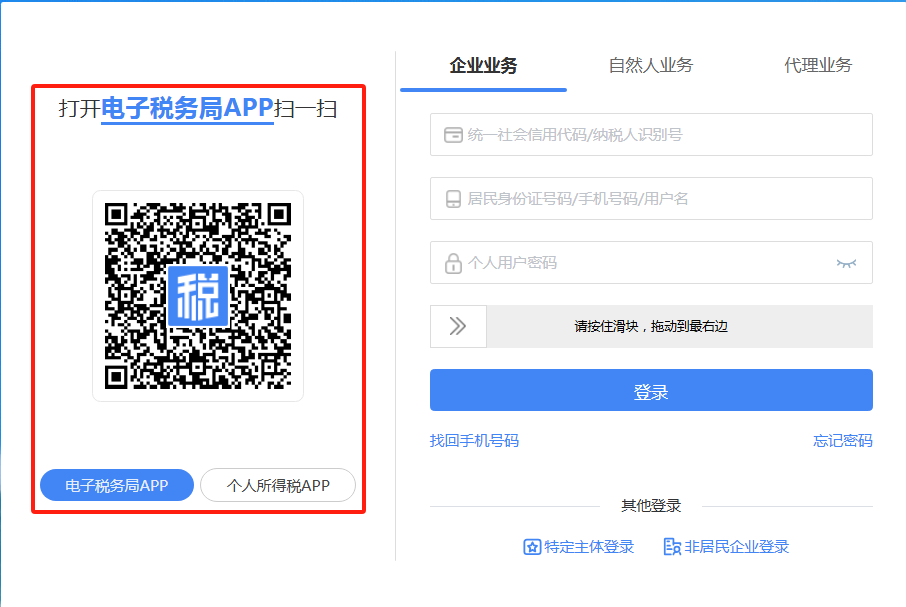 打开电子税务局APP扫一扫
税
电子税务局APP
个人所得税APP
企业业务
自然人业务
代理业务
统一社会信用代码/纳税人识别号
居民身份证号码/手机号码/用户名
个人用户密码
请按住滑块，拖动到最右边
登录
找回手机号码
忘记密码
其他登录
特定主体登录
非居民企业登录